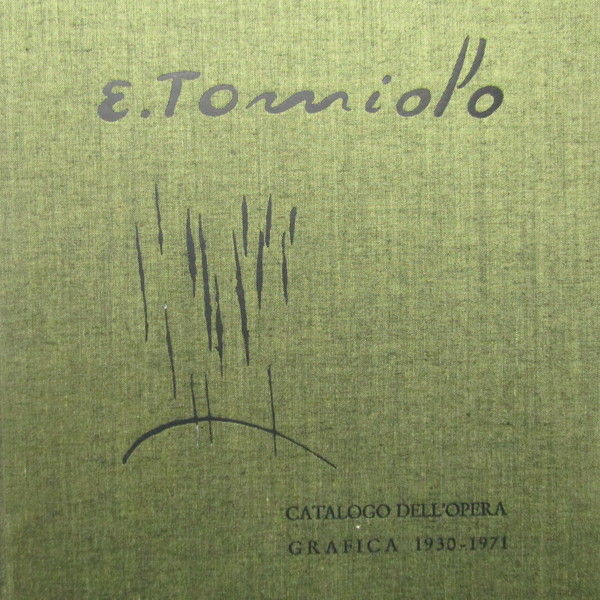 E. Tomiolo
CATALOGO DELL'OPERA
GRAFICA 1930-1971